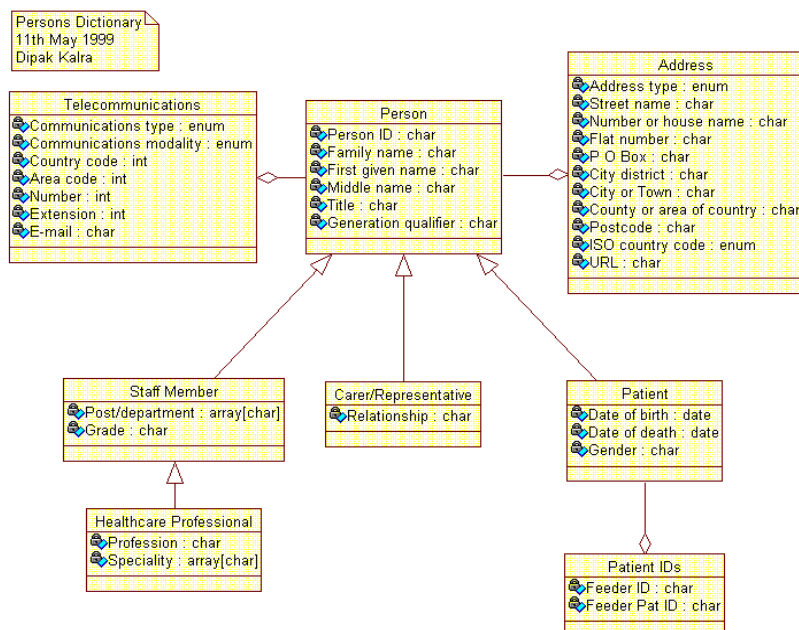 Persons Dictionary
11th May 1999
Dipak Kalra
Telecommunications
Communications type : enum
Communications modality : enum
Country code : int
Area code : int
Number : int
Extension : int
E-mail : char
Person
Person ID : char
Family name : char
First given name : char
Middle name : char
Title : char
Generation qualifier : char
Address
Address type : enum
Street name : char
Number or house name : char
Flat number : char
P O Box : char
City district : char
City or Town : char
County or area of country : char
Postcode : char
ISO country code : enum
URL : char
Staff Member
Post/department : array[char]
Grade : char
Carer/Representative
Relationship : char
Patient
Date of birth : date
Date of death : date
Gender : char
Healthcare Professional
Profession : char
Speciality : array[char]
Patient IDs
Feeder ID : char
Feeder Pat ID : char